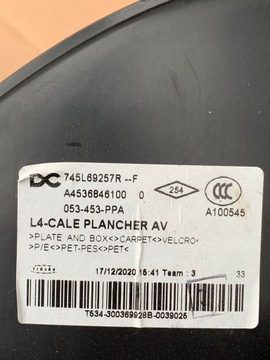 DC 745L69257R --F
A4536846100 0
254
CCC
053-453-PPA
A100545
L4-CALE PLANCHER AV
>PLATE AND BOX<>CARPET<>VELCRO<
>P/E<>PET-PES<>PET<
17/12/2020 15:41 Team : 3
33
T534-300369928B-0039025